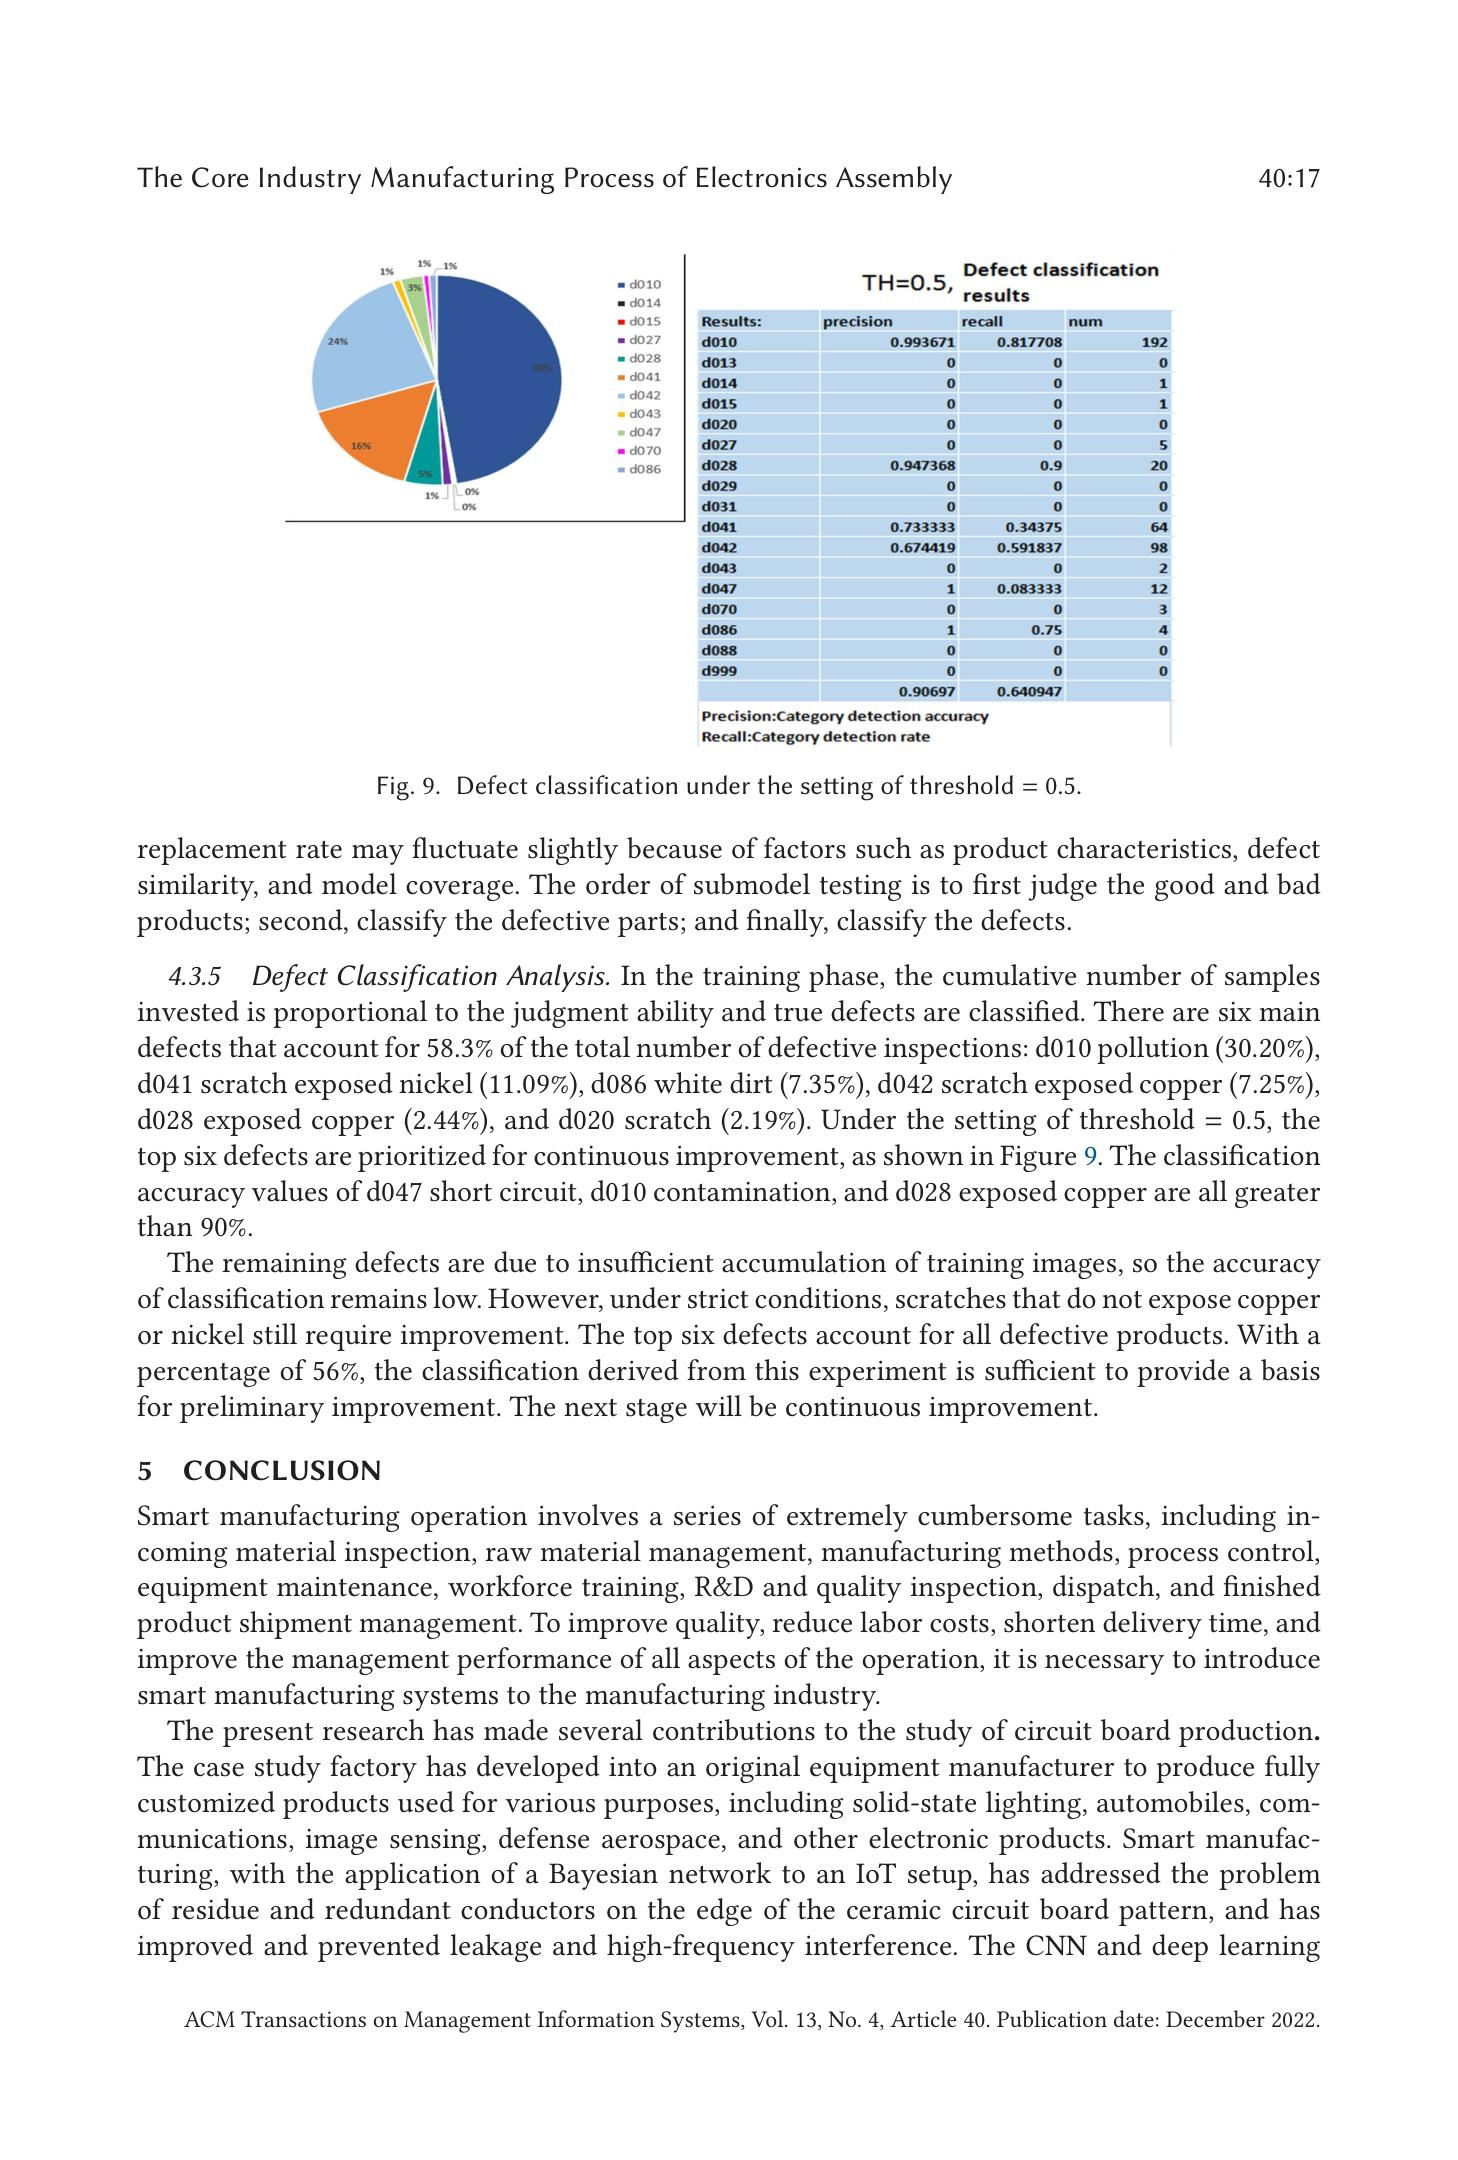 The Core Industry Manufacturing Process of Electronics Assembly 40:17
1% 1% 1%
3%
24%
48%
16%
5%
1% 0%
0%
d010
d014
d015
d027
d028
d041
d042
d043
d047
d070
d086
TH=0.5, Defect classification
results
Results: precision recall num
d010 0.993671 0.817708 192
d013 0 0 0
d014 0 0 1
d015 0 0 1
d020 0 0 0
d027 0 0 5
d028 0.947368 0.9 20
d029 0 0 0
d031 0 0 0
d041 0.733333 0.34375 64
d042 0.674419 0.591837 98
d043 0 0 2
d047 1 0.083333 12
d070 0 0 3
d086 1 0.75 4
d088 0 0 0
d999 0 0 0
0.90697 0.640947
Precision:Category detection accuracy
Recall:Category detection rate
Fig. 9. Defect classification under the setting of threshold = 0.5.
replacement rate may fluctuate slightly because of factors such as product characteristics, defect
similarity, and model coverage. The order of submodel testing is to first judge the good and bad
products; second, classify the defective parts; and finally, classify the defects.
4.3.5 Defect Classification Analysis. In the training phase, the cumulative number of samples
invested is proportional to the judgment ability and true defects are classified. There are six main
defects that account for 58.3% of the total number of defective inspections: d010 pollution (30.20%),
d041 scratch exposed nickel (11.09%), d086 white dirt (7.35%), d042 scratch exposed copper (7.25%),
d028 exposed copper (2.44%), and d020 scratch (2.19%). Under the setting of threshold = 0.5, the
top six defects are prioritized for continuous improvement, as shown in Figure 9. The classification
accuracy values of d047 short circuit, d010 contamination, and d028 exposed copper are all greater
than 90%.
The remaining defects are due to insufficient accumulation of training images, so the accuracy
of classification remains low. However, under strict conditions, scratches that do not expose copper
or nickel still require improvement. The top six defects account for all defective products. With a
percentage of 56%, the classification derived from this experiment is sufficient to provide a basis
for preliminary improvement. The next stage will be continuous improvement.
5 CONCLUSION
Smart manufacturing operation involves a series of extremely cumbersome tasks, including in-
coming material inspection, raw material management, manufacturing methods, process control,
equipment maintenance, workforce training, R&D and quality inspection, dispatch, and finished
product shipment management. To improve quality, reduce labor costs, shorten delivery time, and
improve the management performance of all aspects of the operation, it is necessary to introduce
smart manufacturing systems to the manufacturing industry.
The present research has made several contributions to the study of circuit board production.
The case study factory has developed into an original equipment manufacturer to produce fully
customized products used for various purposes, including solid-state lighting, automobiles, com-
munications, image sensing, defense aerospace, and other electronic products. Smart manufac-
turing, with the application of a Bayesian network to an IoT setup, has addressed the problem
of residue and redundant conductors on the edge of the ceramic circuit board pattern, and has
improved and prevented leakage and high-frequency interference. The CNN and deep learning
ACM Transactions on Management Information Systems, Vol. 13, No. 4, Article 40. Publication date: December 2022.